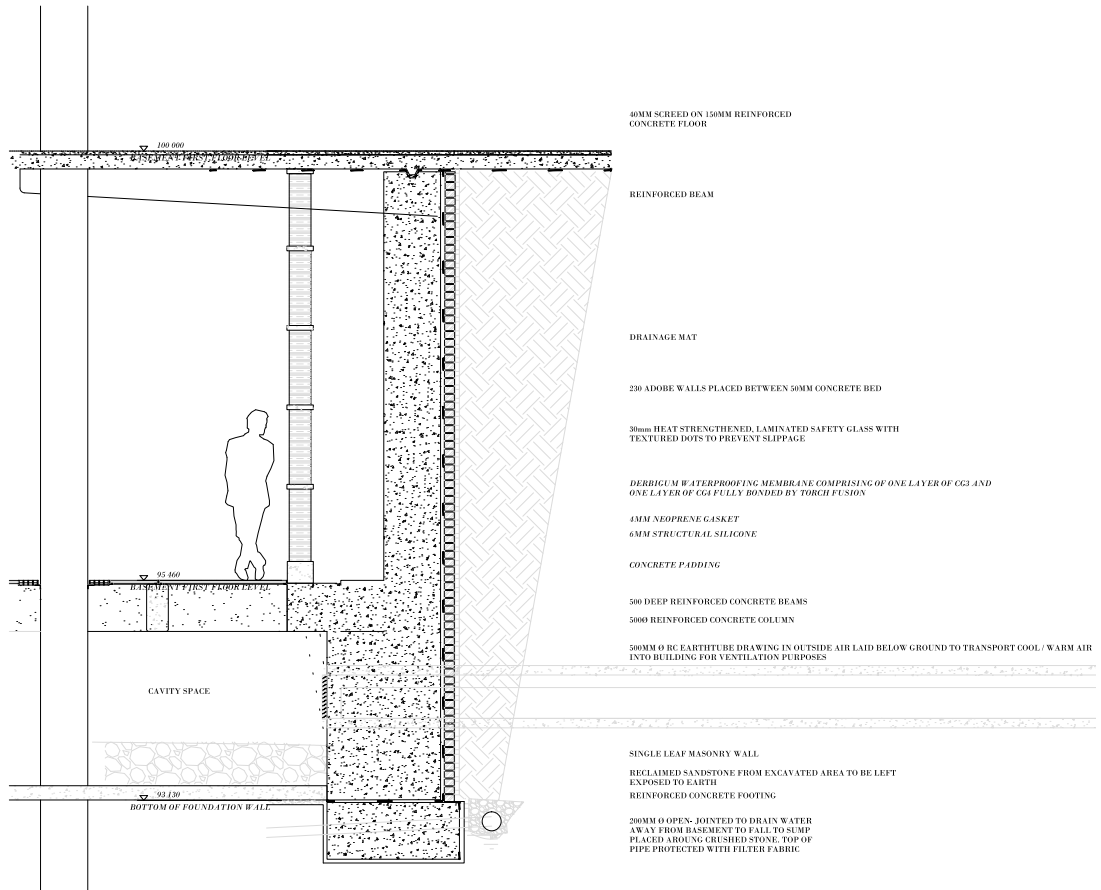 40MM SCREED ON 150MM REINFORCED
CONCRETE FLOOR
100 000
BASEMENT FIRST FLOOR LEVEL
REINFORCED BEAM
DRAINAGE MAT
230 ADOBE WALLS PLACED BETWEEN 50MM CONCRETE BED
30mm HEAT STRENGTHENED, LAMINATED SAFETY GLASS WITH
TEXTURED DOTS TO PREVENT SLIPPAGE
DERBIGUM WATERPROOFING MEMBRANE COMPRISING OF ONE LAYER OF CG3 AND
ONE LAYER OF CG4 FULLY BONDED BY TORCH FUSION
4MM NEOPRENE GASKET
6MM STRUCTURAL SILICONE
CONCRETE PADDING
95 460
BASEMENT FIRST FLOOR LEVEL
500 DEEP REINFORCED CONCRETE BEAMS
500Ø REINFORCED CONCRETE COLUMN
500MM Ø RC EARTHTUBE DRAWING IN OUTSIDE AIR LAID BELOW GROUND TO TRANSPORT COOL / WARM AIR
INTO BUILDING FOR VENTILATION PURPOSES
CAVITY SPACE
SINGLE LEAF MASONRY WALL
RECLAIMED SANDSTONE FROM EXCAVATED AREA TO BE LEFT
EXPOSED TO EARTH
REINFORCED CONCRETE FOOTING
93 130
BOTTOM OF FOUNDATION WALL
200MM Ø OPEN- JOINTED TO DRAIN WATER
AWAY FROM BASEMENT TO FALL TO SUMP
PLACED AROUNG CRUSHED STONE. TOP OF
PIPE PROTECTED WITH FILTER FABRIC